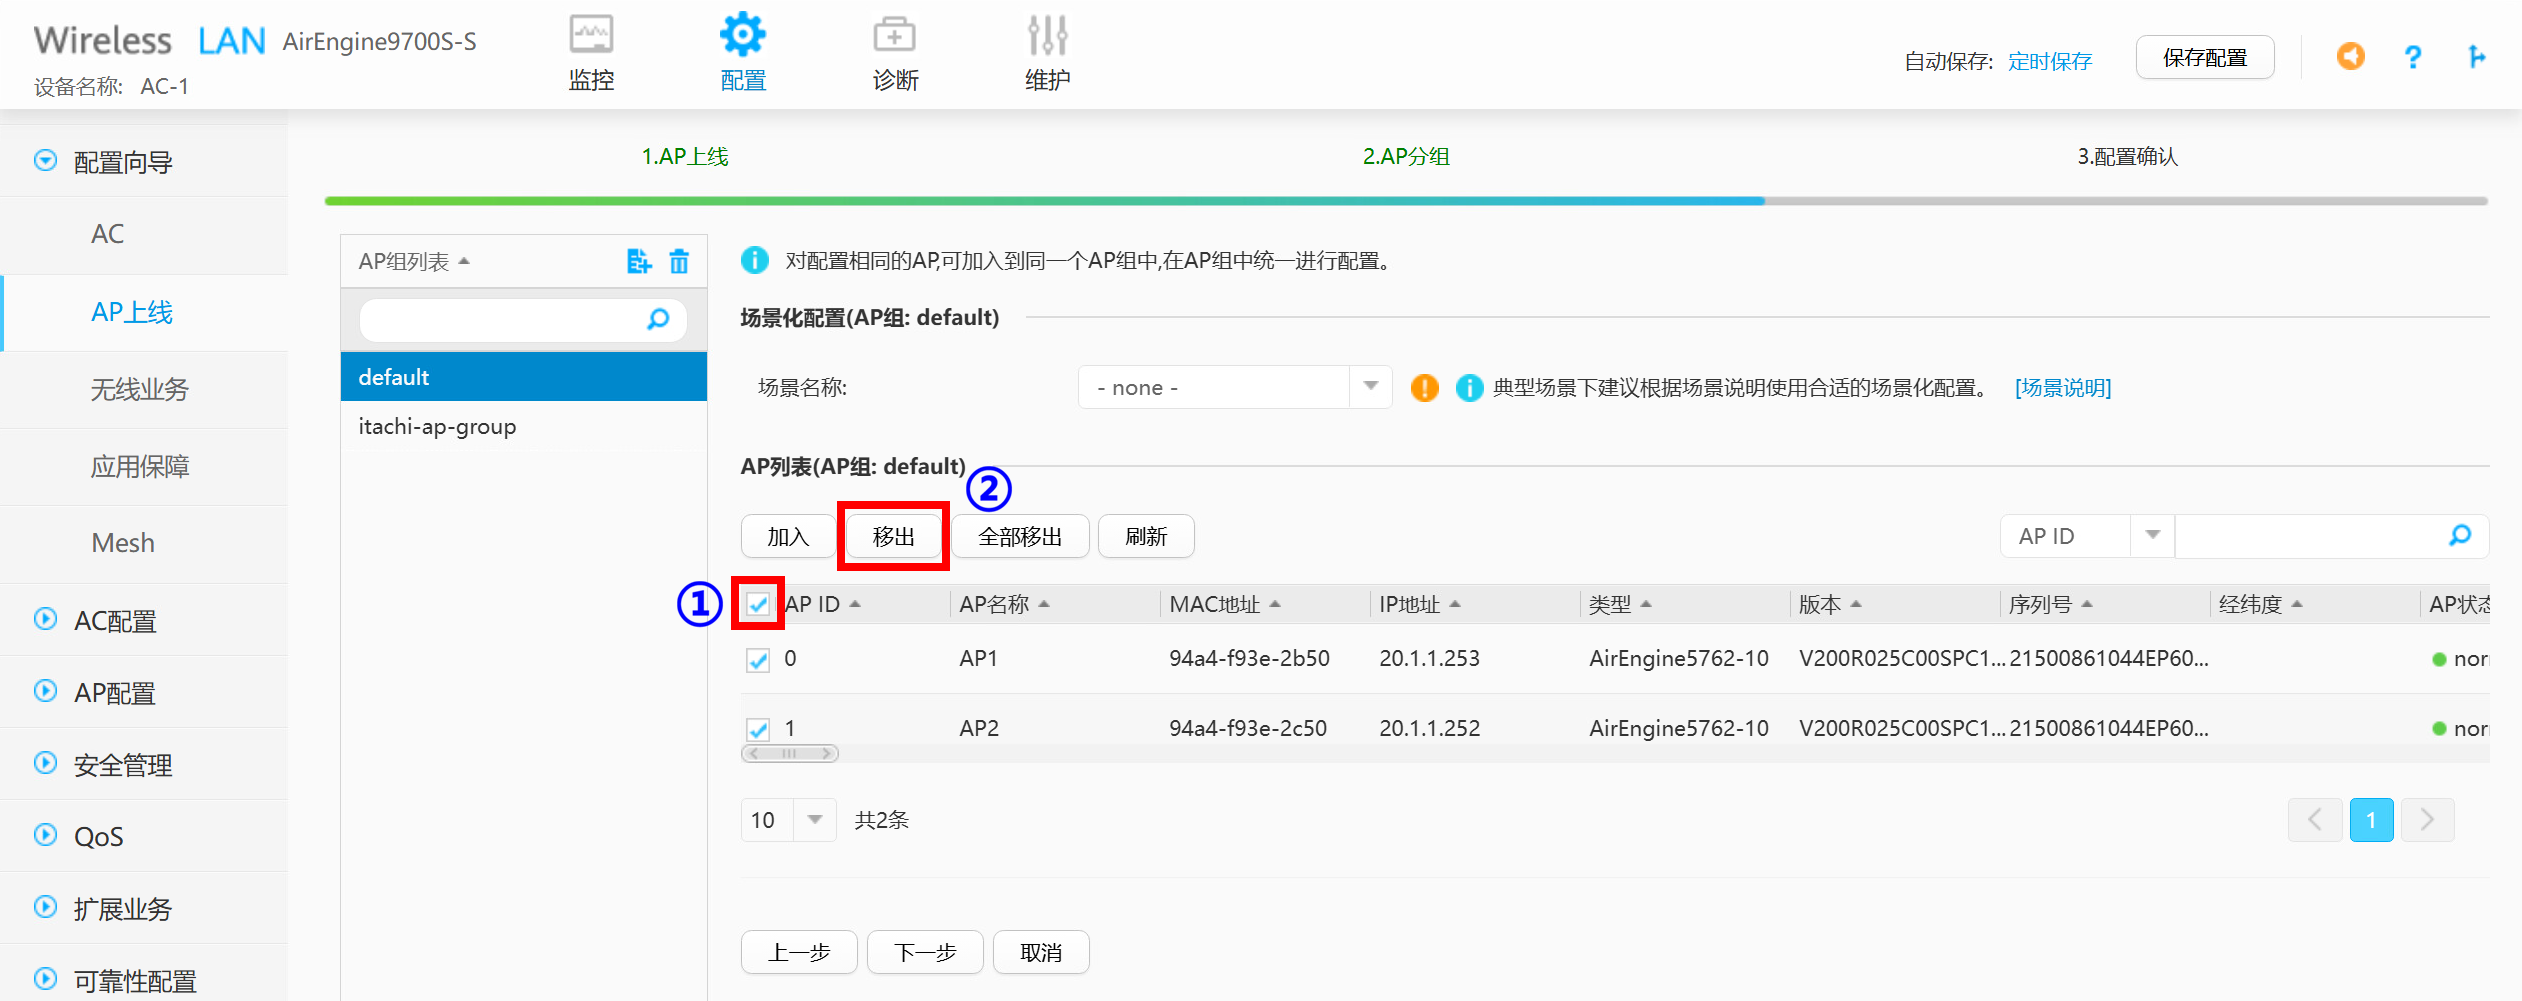 Wireless LAN AirEngine9700S-S
设备名称: AC-1
监控
配置
诊断
维护
自动保存: 定时保存
保存配置
?
配置向导
AC
AP上线
无线业务
应用保障
Mesh
AC配置
AP配置
安全管理
QoS
扩展业务
可靠性配置
1.AP上线
2.AP分组
3.配置确认
AP组列表
default
itachi-ap-group
对配置相同的AP,可加入到同一个AP组中,在AP组中统一进行配置。
场景化配置(AP组: default)
场景名称:
- none -
典型场景下建议根据场景说明使用合适的场景化配置。 [场景说明]
AP列表(AP组: default)
②
加入 移出 全部移出 刷新
AP ID
①
AP ID AP名称 MAC地址 IP地址 类型 版本 序列号 经纬度 AP状态
0 AP1 94a4-f93e-2b50 20.1.1.253 AirEngine5762-10 V200R025C00SPC1... 21500861044EP60... nor
1 AP2 94a4-f93e-2c50 20.1.1.252 AirEngine5762-10 V200R025C00SPC1... 21500861044EP60... nor
10 共2条
1
上一步 下一步 取消